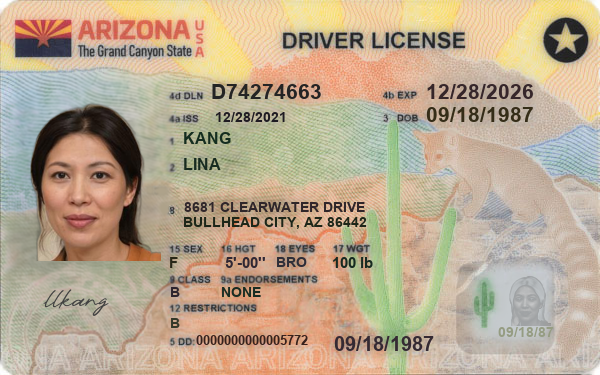 ARIZONA USA
The Grand Canyon State
DRIVER LICENSE
4d DLN D74274663 4b EXP 12/28/2026
4a ISS 12/28/2021 3 DOB 09/18/1987
1 KANG
2 LINA
8 8681 CLEARWATER DRIVE
BULLHEAD CITY, AZ 86442
15 SEX 16 HGT 18 EYES 17 WGT
F 5'-00" BRO 100 lb
9 CLASS 9a ENDORSEMENTS
B NONE
12 RESTRICTIONS
B
5 DD: 0000000000005772
09/18/1987
09/18/87
Ukang
ARIZONA ARIZONA ARIZONA ARIZONA